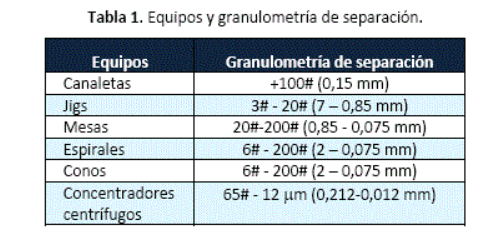 Tabla 1. Equipos y granulometría de separación.
Equipos Granulometría de separación
Canaletas +100# (0,15 mm)
Jigs 3# - 20# (7 – 0,85 mm)
Mesas 20#-200# (0,85 - 0,075 mm)
Espirales 6# - 200# (2 – 0,075 mm)
Conos 6# - 200# (2 – 0,075 mm)
Concentradores 65# - 12 µm (0,212-0,012 mm)
centrífugos